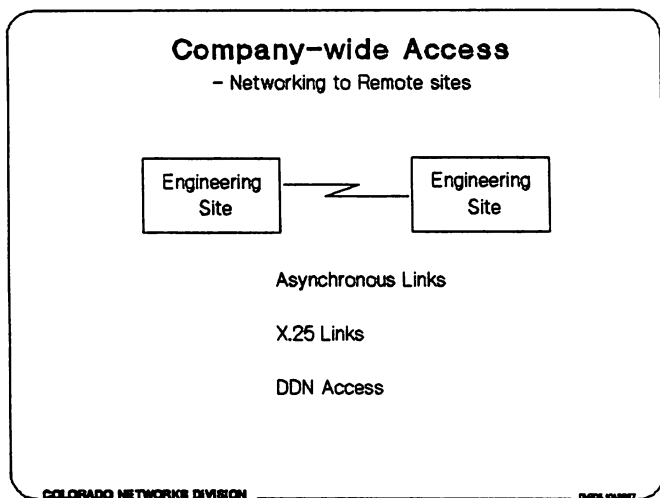 Company-wide Access
- Networking to Remote sites
Engineering
Site
Engineering
Site
Asynchronous Links
X.25 Links
DDN Access
COLORADO NETWORKS DIVISION